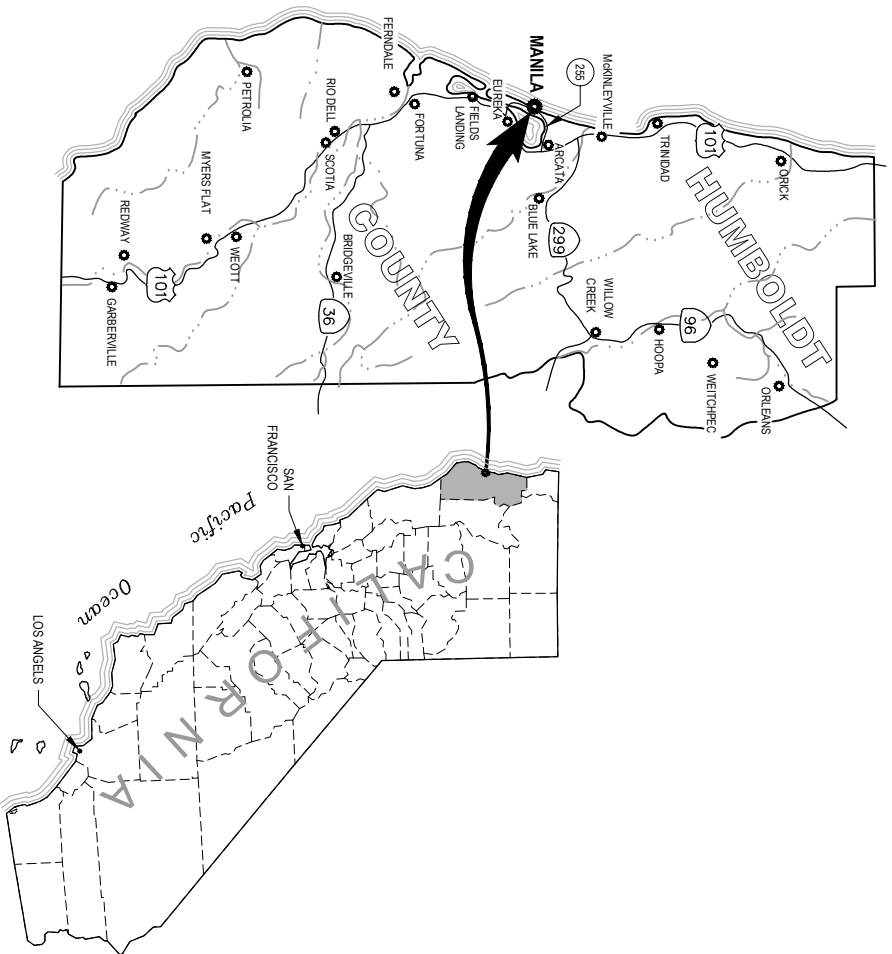 HUMBOLDT
COUNTY
ORICK
101
TRINIDAD
McKINLEYVILLE
255
MANILA
ARCATA
EUREKA
FIELDS
LANDING
FERNDALE
FORTUNA
RIO DELL
SCOTIA
PETROLIA
MYERS FLAT
WEOTT
REDWAY
101
GARBERVILLE
BRIDGEVILLE
36
BLUE LAKE
299
WILLOW
CREEK
HOOPA
96
WEITCHPEC
ORLEANS
CALIFORNIA
SAN
FRANCISCO
Pacific
Ocean
LOS ANGELS